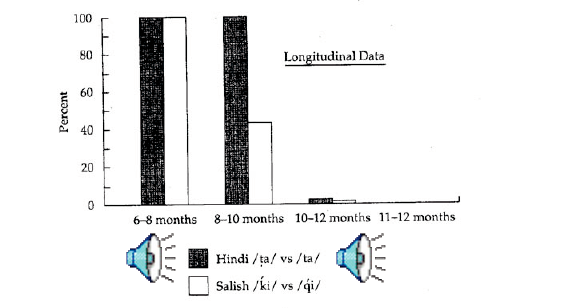 100
80
60
40
20
0
Percent
Longitudinal Data
6–8 months 8–10 months 10–12 months 11–12 months
Hindi /ṭa/ vs /ta/
Salish /k̓i/ vs /q̓i/